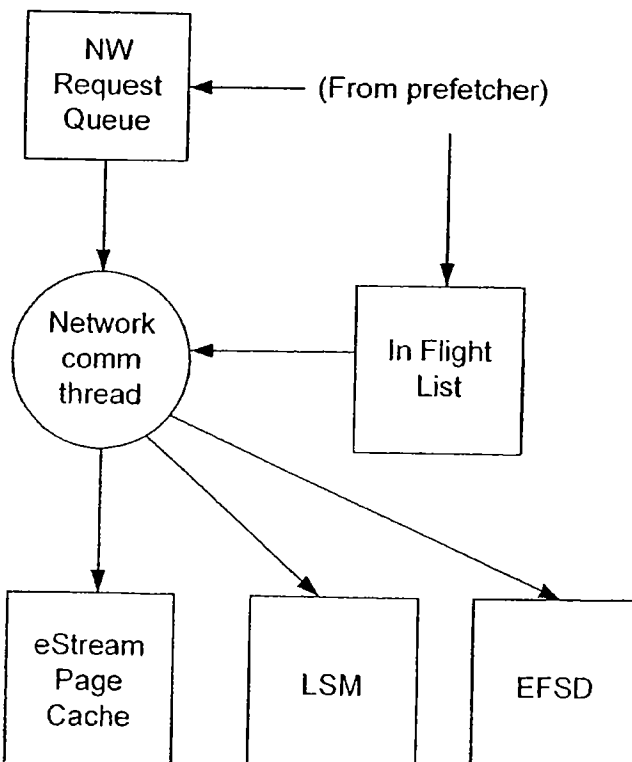 NW
Request
Queue
(From prefetcher)
Network
comm
thread
In Flight
List
eStream
Page
Cache
LSM
EFSD